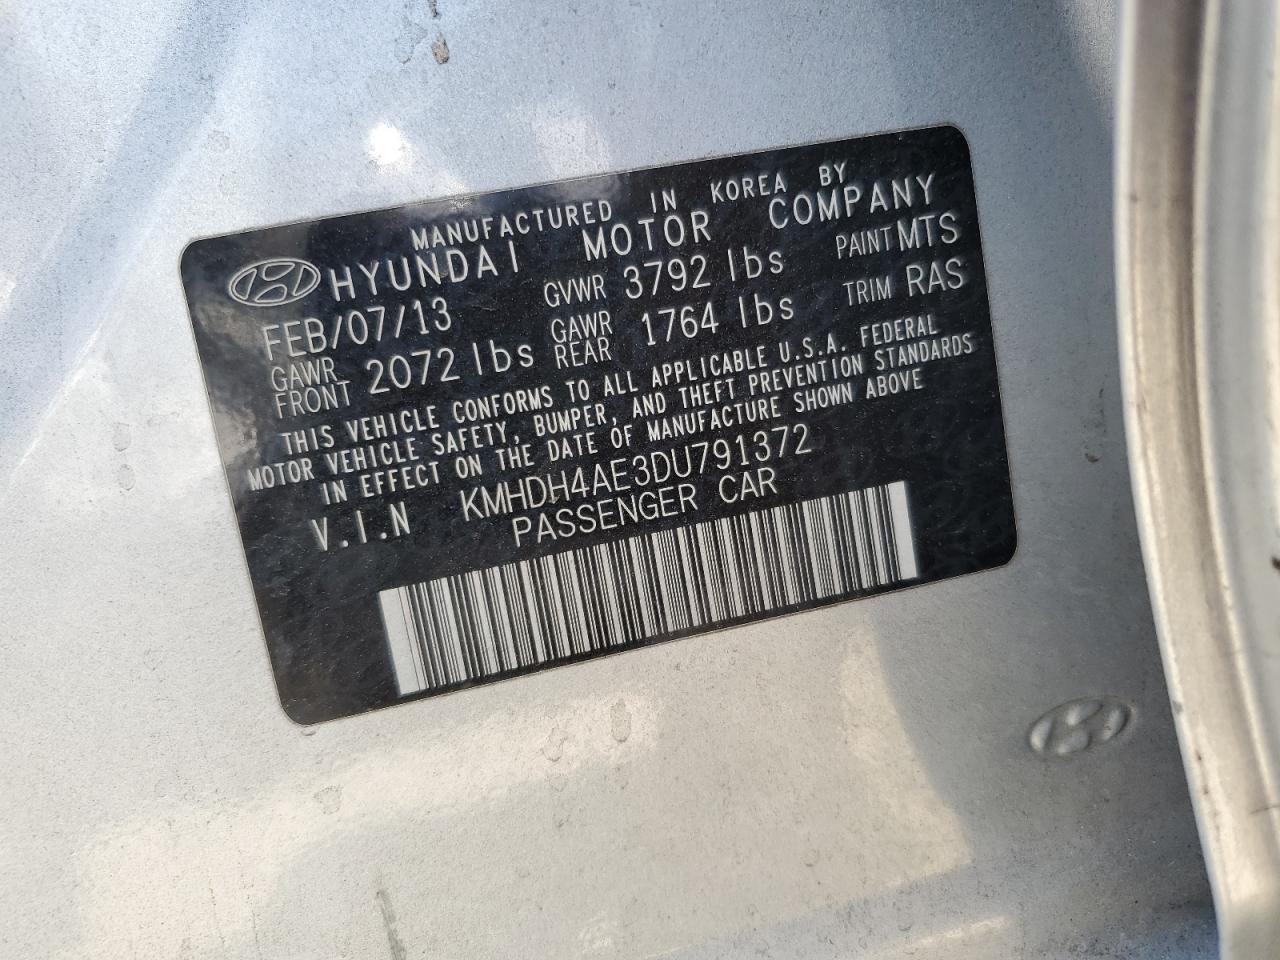 MANUFACTURED IN KOREA BY
HYUNDAI MOTOR COMPANY
FEB/07/13 GVWR 3792 lbs PAINT MTS
GAWR FRONT 2072 lbs GAWR REAR 1764 lbs TRIM RAS
THIS VEHICLE CONFORMS TO ALL APPLICABLE U.S.A. FEDERAL
MOTOR VEHICLE SAFETY, BUMPER, AND THEFT PREVENTION STANDARDS
IN EFFECT ON THE DATE OF MANUFACTURE SHOWN ABOVE
V.I.N KMHDH4AE3DU791372
PASSENGER CAR